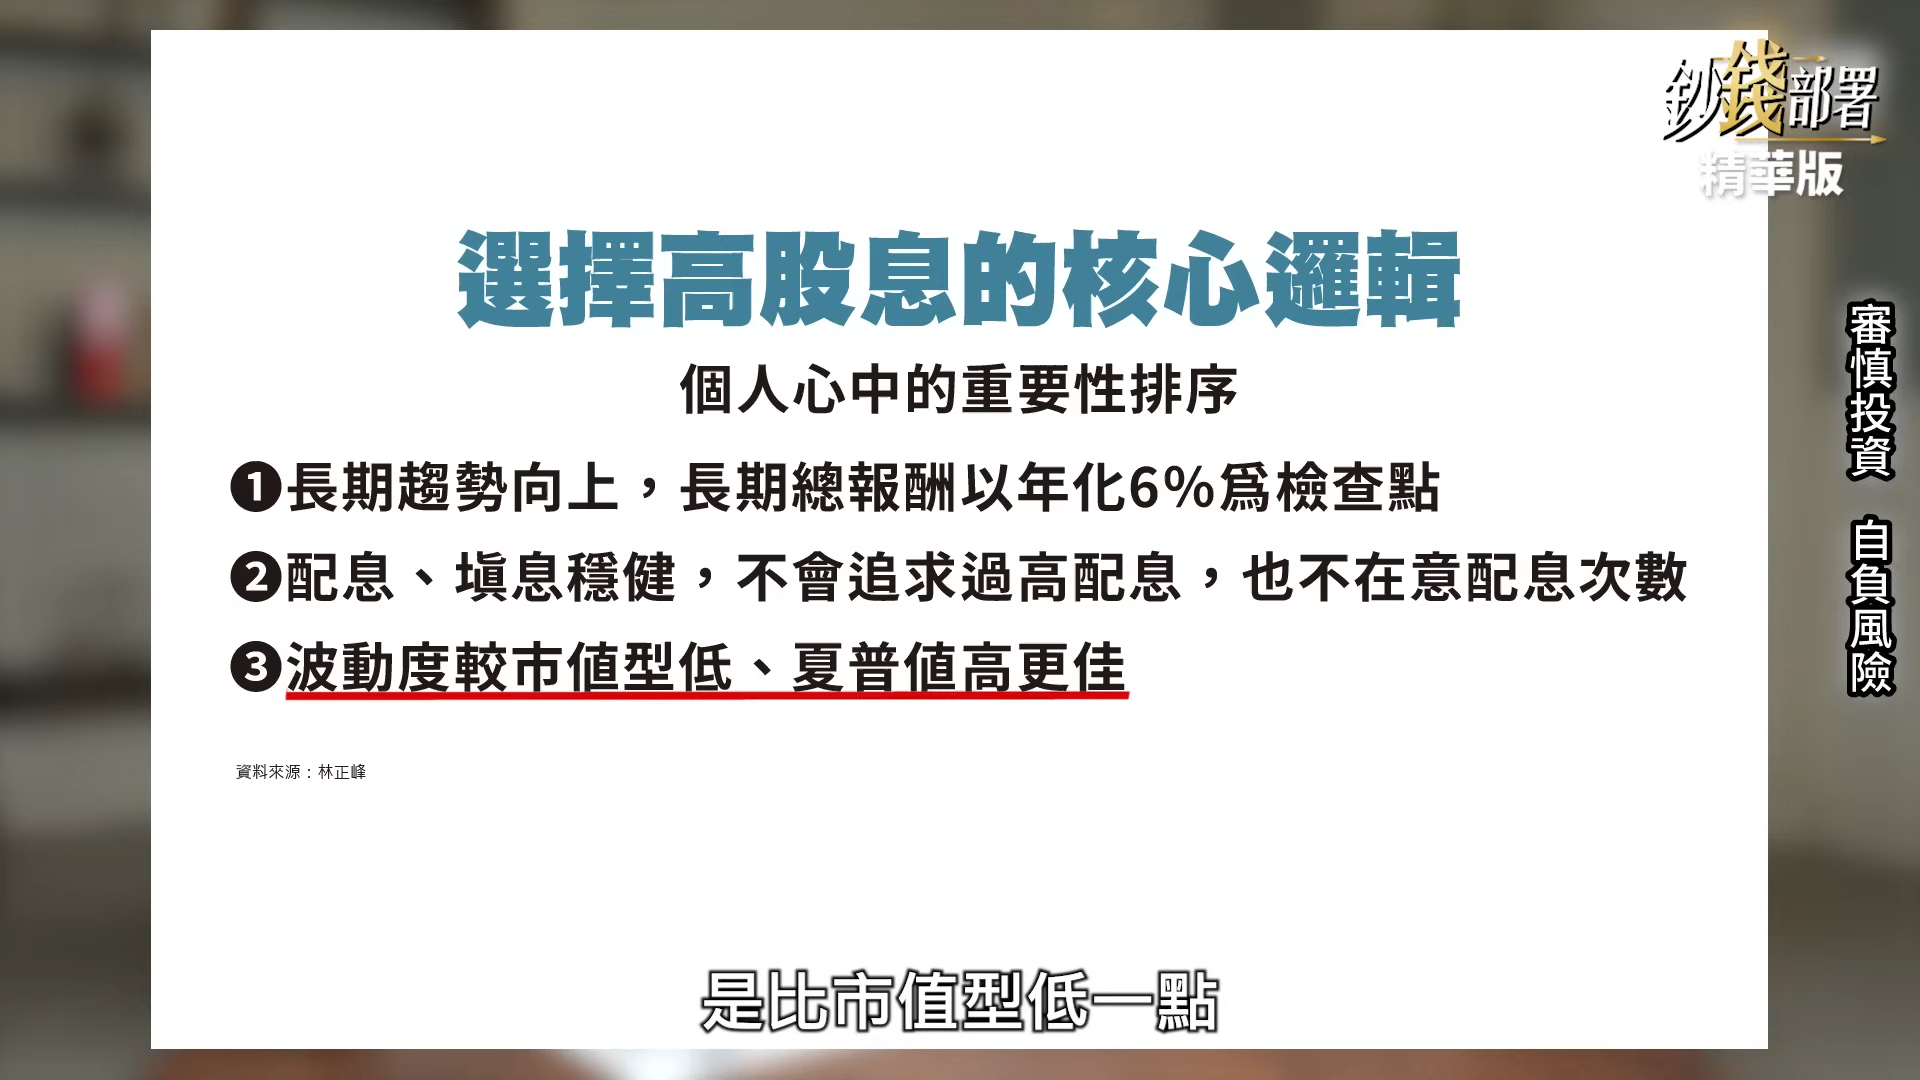 鈔錢部署
精華版
選擇高股息的核心邏輯
個人心中的重要性排序
❶長期趨勢向上，長期總報酬以年化6%為檢查點
❷配息、填息穩健，不會追求過高配息，也不在意配息次數
❸波動度較市值型低、夏普值高更佳
資料來源：林正峰
審慎投資 自負風險
是比市值型低一點